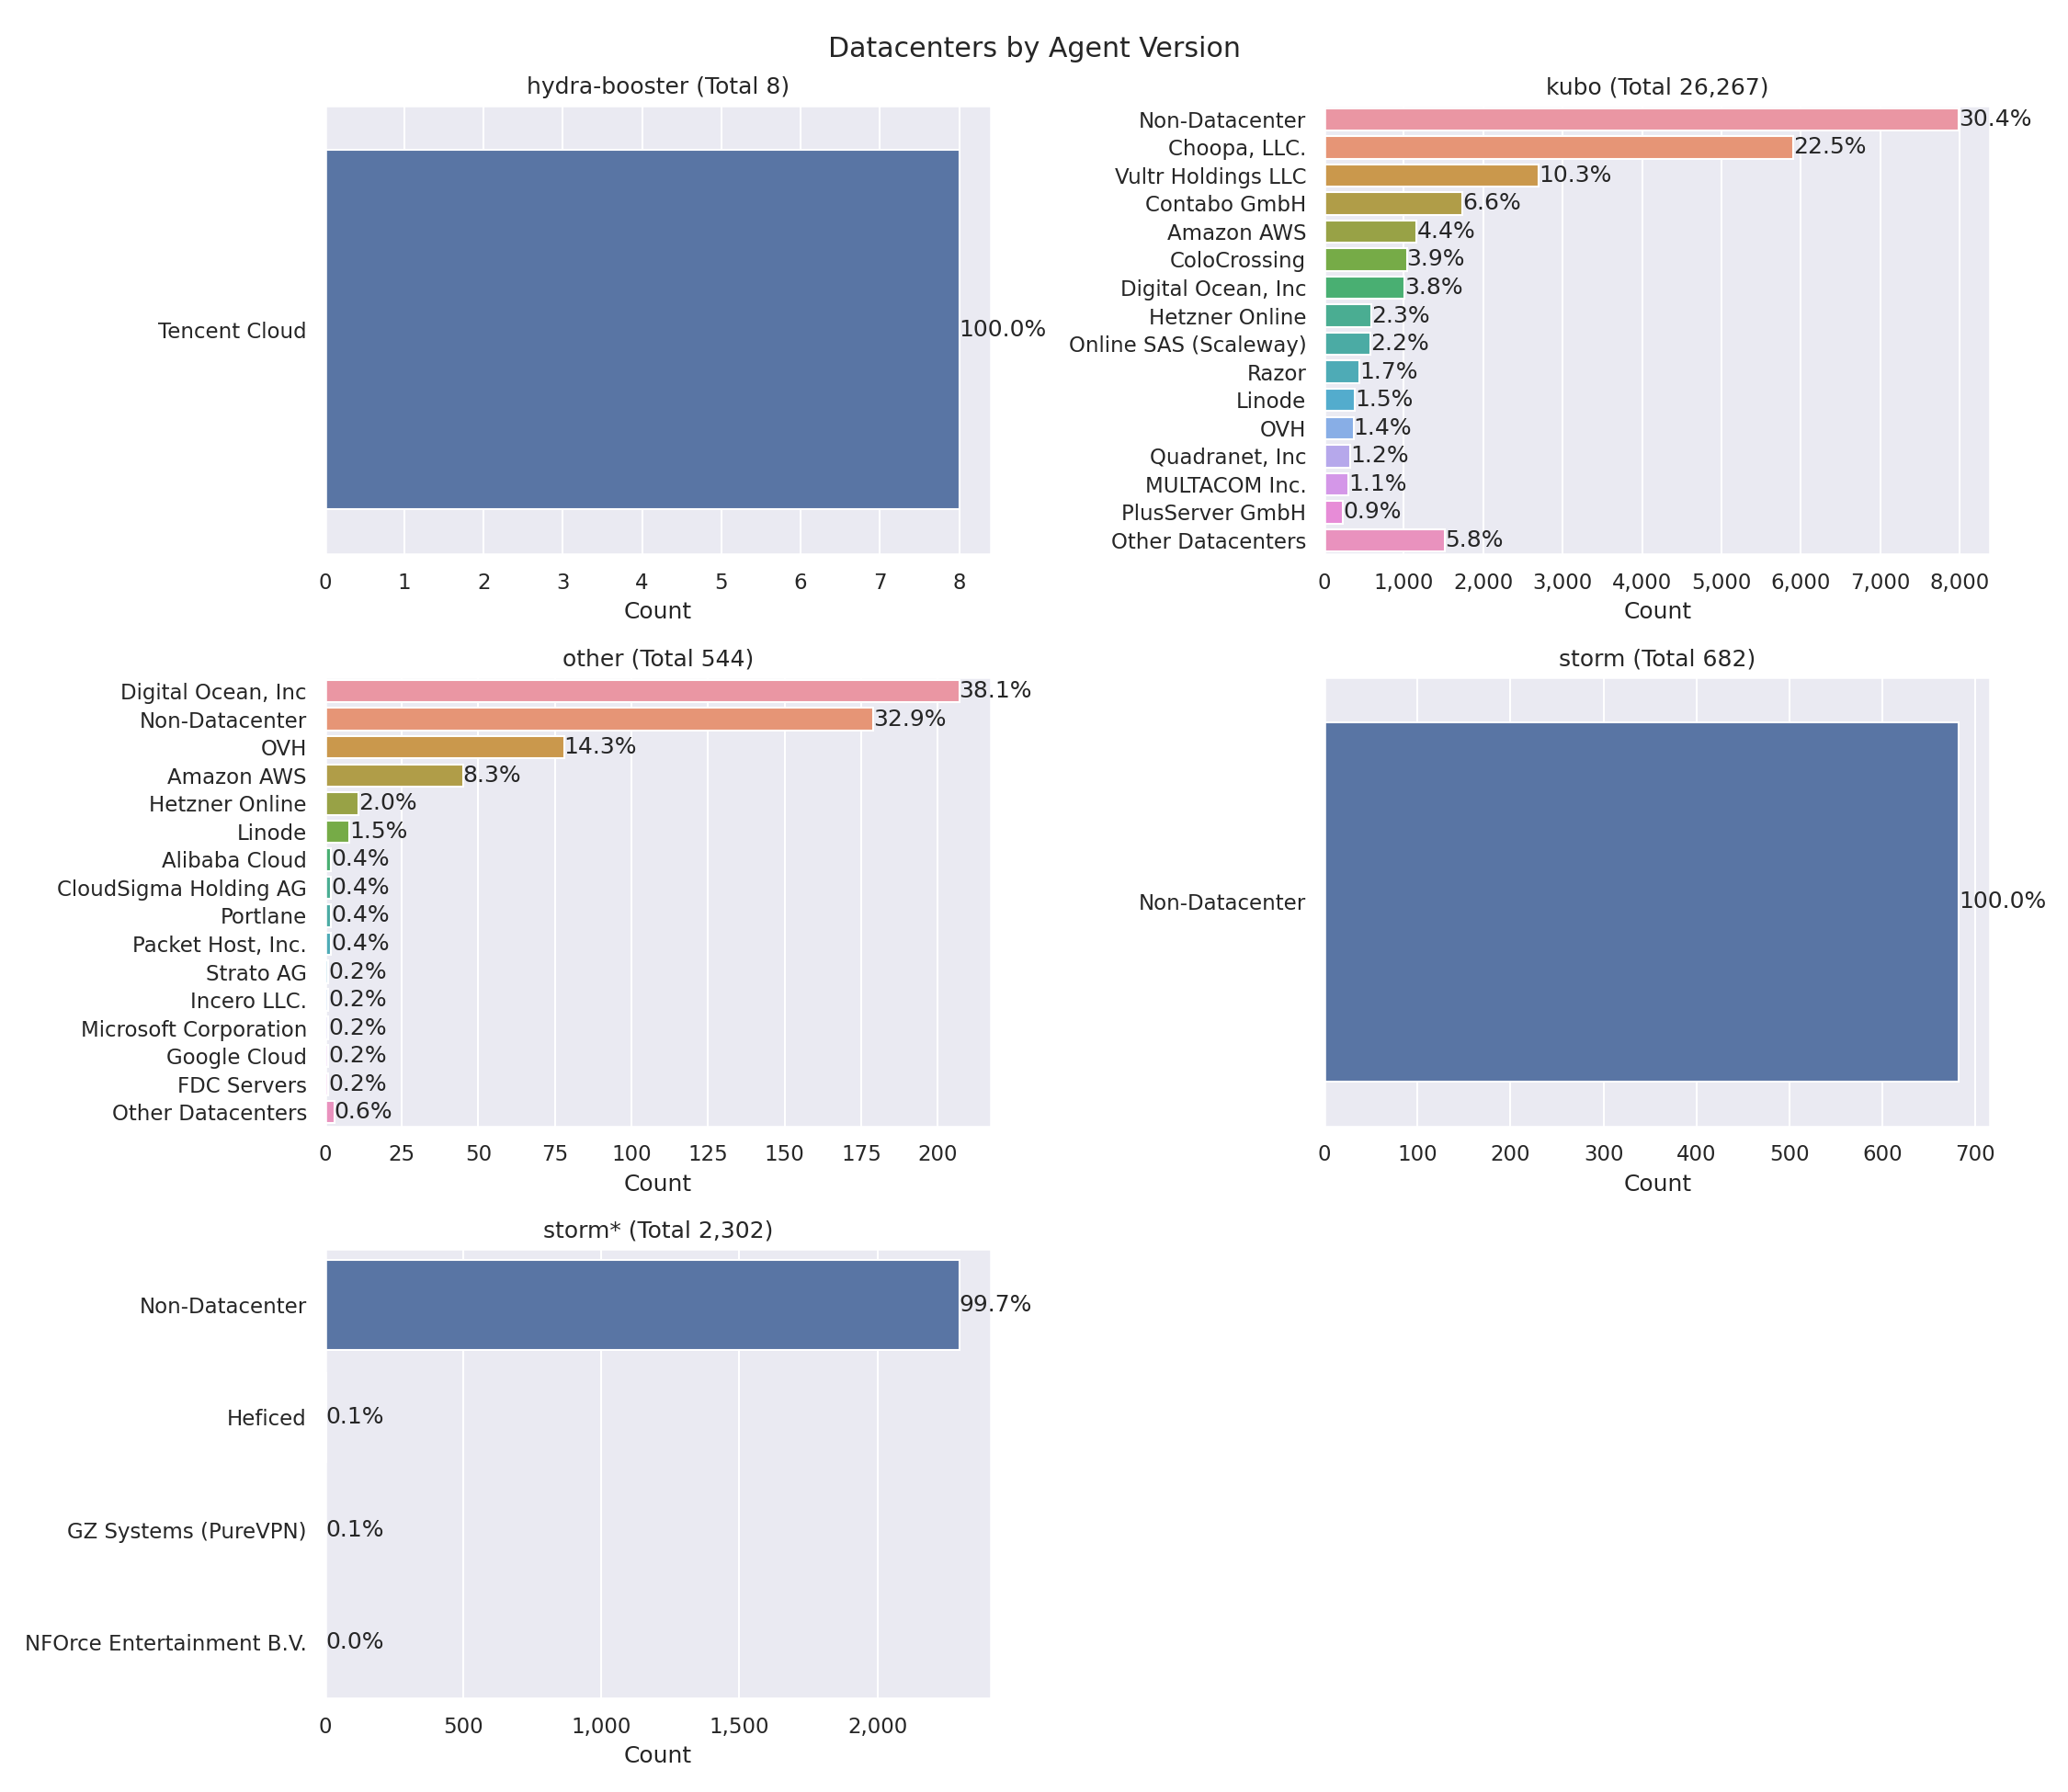 Datacenters by Agent Version
hydra-booster (Total 8)
Tencent Cloud
100.0%
0 1 2 3 4 5 6 7 8
Count
kubo (Total 26,267)
Non-Datacenter 30.4%
Choopa, LLC. 22.5%
Vultr Holdings LLC 10.3%
Contabo GmbH 6.6%
Amazon AWS 4.4%
ColoCrossing 3.9%
Digital Ocean, Inc 3.8%
Hetzner Online 2.3%
Online SAS (Scaleway) 2.2%
Razor 1.7%
Linode 1.5%
OVH 1.4%
Quadranet, Inc 1.2%
MULTACOM Inc. 1.1%
PlusServer GmbH 0.9%
Other Datacenters 5.8%
0 1,000 2,000 3,000 4,000 5,000 6,000 7,000 8,000
Count
other (Total 544)
Digital Ocean, Inc 38.1%
Non-Datacenter 32.9%
OVH 14.3%
Amazon AWS 8.3%
Hetzner Online 2.0%
Linode 1.5%
Alibaba Cloud 0.4%
CloudSigma Holding AG 0.4%
Portlane 0.4%
Packet Host, Inc. 0.4%
Strato AG 0.2%
Incero LLC. 0.2%
Microsoft Corporation 0.2%
Google Cloud 0.2%
FDC Servers 0.2%
Other Datacenters 0.6%
0 25 50 75 100 125 150 175 200
Count
storm (Total 682)
Non-Datacenter 100.0%
0 100 200 300 400 500 600 700
Count
storm* (Total 2,302)
Non-Datacenter 99.7%
Heficed 0.1%
GZ Systems (PureVPN) 0.1%
NFOrce Entertainment B.V. 0.0%
0 500 1,000 1,500 2,000
Count